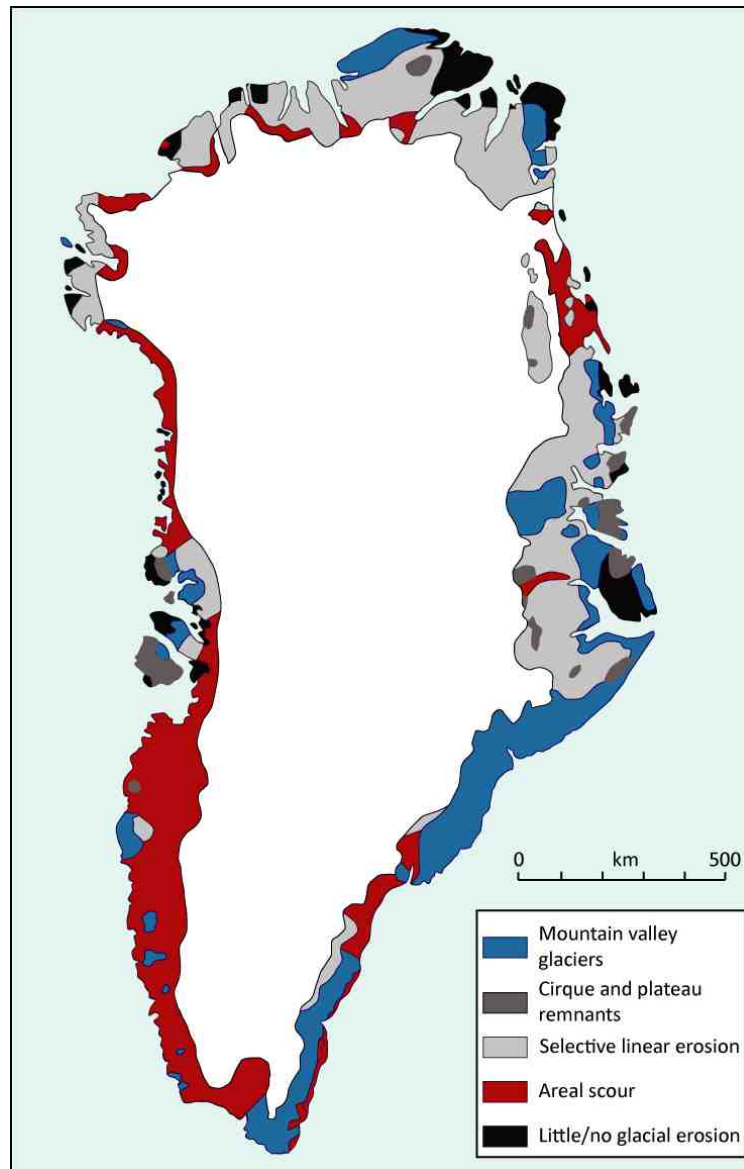 0 km 500
Mountain valley
glaciers
Cirque and plateau
remnants
Selective linear erosion
Areal scour
Little/no glacial erosion